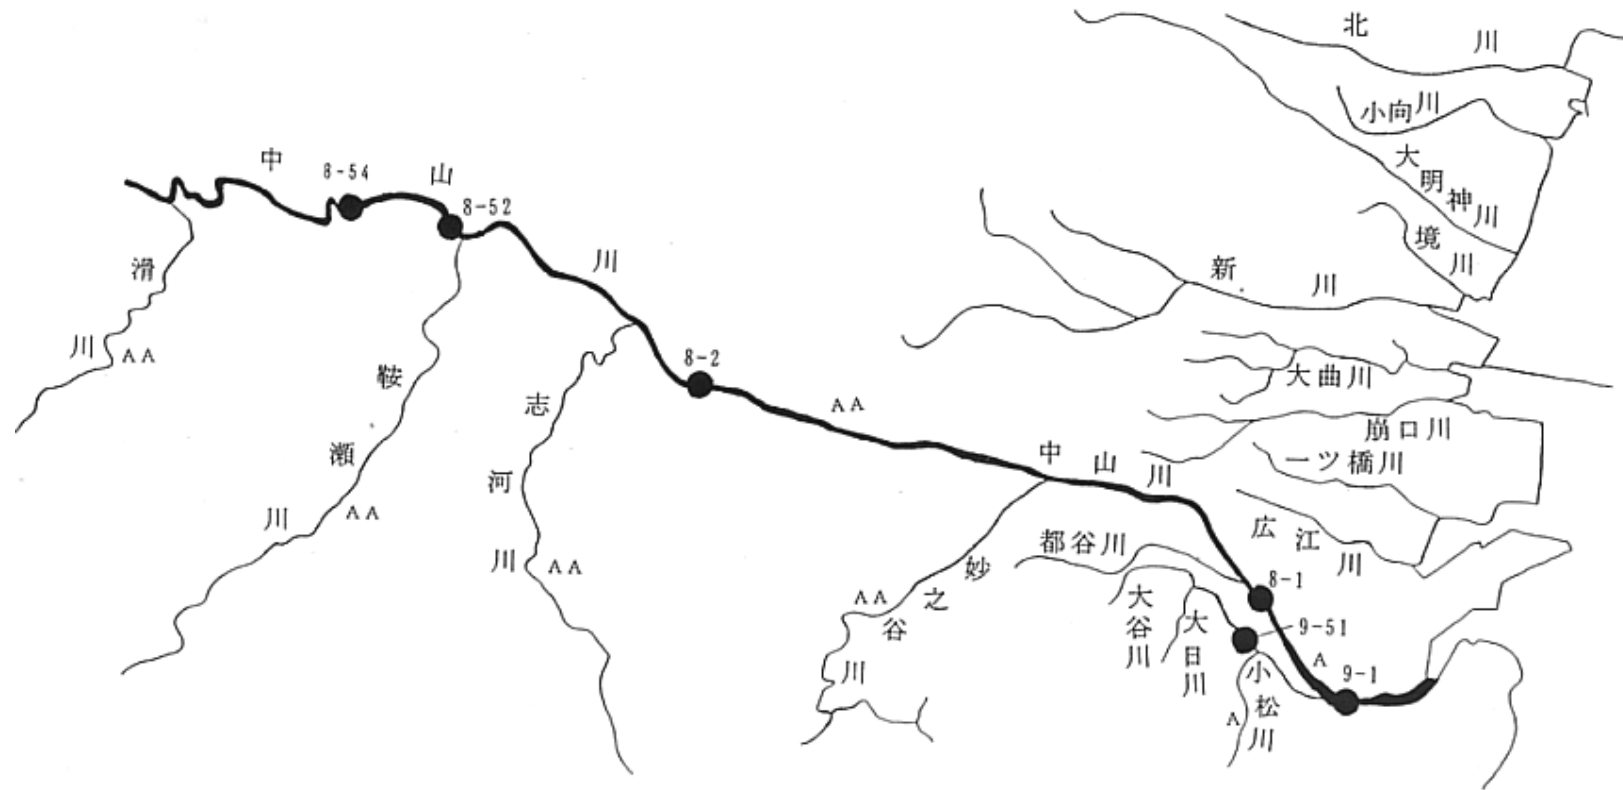 北川
小向川
大明神川
境川
中山川
8-54
8-52
新川
滑川
AA
鞍瀬川
AA
志河川
AA
8-2
AA
大曲川
崩口川
一ツ橋川
中山川
広江川
都谷川
妙之谷川
AA
大谷川
大日川
8-1
9-51
A
9-1
小松川
A